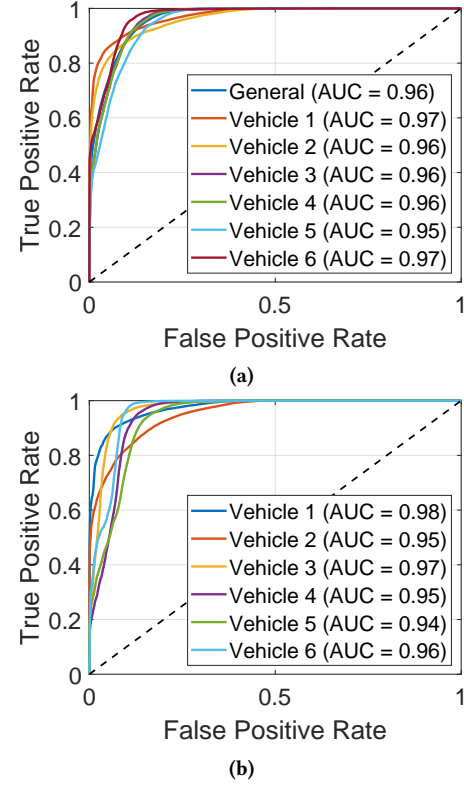 1
0.8
0.6
0.4
0.2
0
True Positive Rate
General (AUC = 0.96)
Vehicle 1 (AUC = 0.97)
Vehicle 2 (AUC = 0.96)
Vehicle 3 (AUC = 0.96)
Vehicle 4 (AUC = 0.96)
Vehicle 5 (AUC = 0.95)
Vehicle 6 (AUC = 0.97)
0 0.5 1
False Positive Rate
(a)
1
0.8
0.6
0.4
0.2
0
True Positive Rate
Vehicle 1 (AUC = 0.98)
Vehicle 2 (AUC = 0.95)
Vehicle 3 (AUC = 0.97)
Vehicle 4 (AUC = 0.95)
Vehicle 5 (AUC = 0.94)
Vehicle 6 (AUC = 0.96)
0 0.5 1
False Positive Rate
(b)